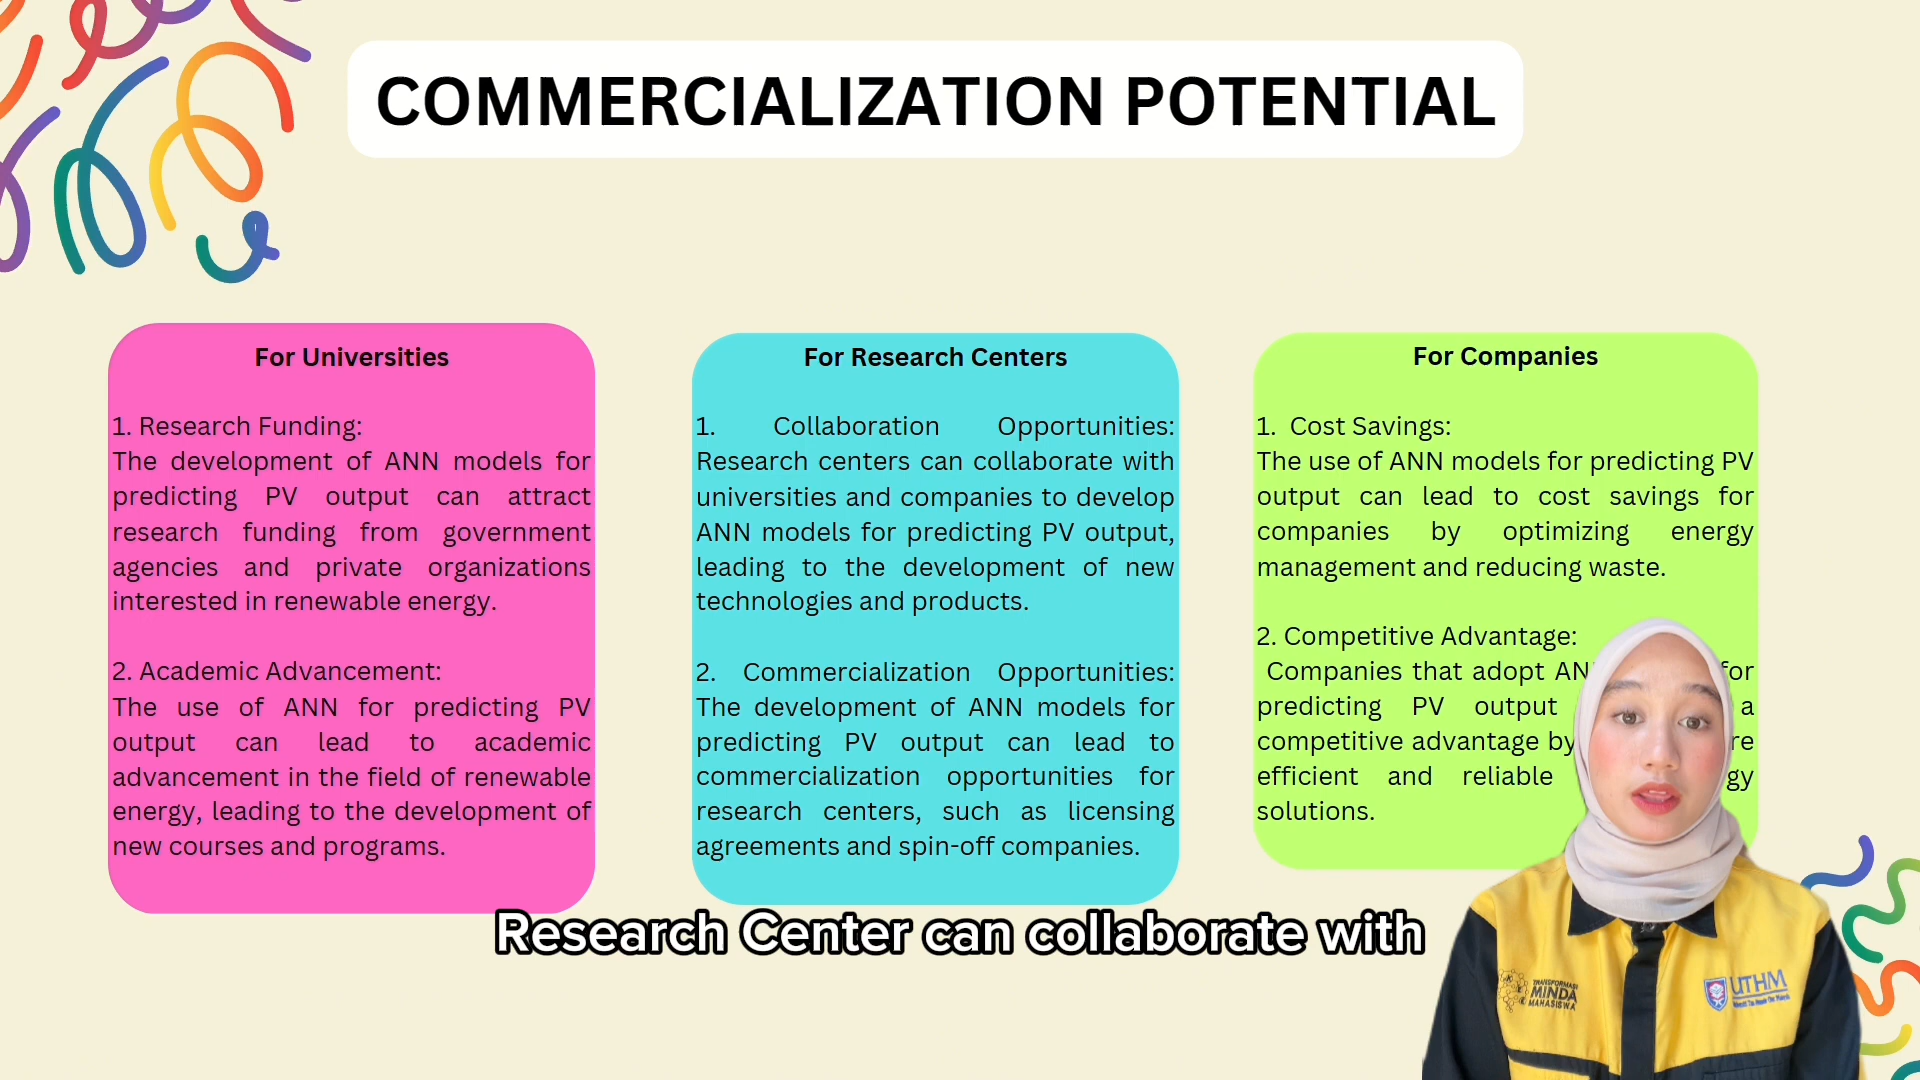 COMMERCIALIZATION POTENTIAL
For Universities
1. Research Funding:
The development of ANN models for
predicting PV output can attract
research funding from government
agencies and private organizations
interested in renewable energy.
2. Academic Advancement:
The use of ANN for predicting PV
output can lead to academic
advancement in the field of renewable
energy, leading to the development of
new courses and programs.
For Research Centers
1. Collaboration Opportunities:
Research centers can collaborate with
universities and companies to develop
ANN models for predicting PV output,
leading to the development of new
technologies and products.
2. Commercialization Opportunities:
The development of ANN models for
predicting PV output can lead to
commercialization opportunities for
research centers, such as licensing
agreements and spin-off companies.
For Companies
1. Cost Savings:
The use of ANN models for predicting PV
output can lead to cost savings for
companies by optimizing energy
management and reducing waste.
2. Competitive Advantage:
Companies that adopt for
predicting PV output a
competitive advantage by
efficient and reliable
solutions.
Research Center can collaborate with
TRANSFORMASI
MINDA
MAHASISWA
UTHM